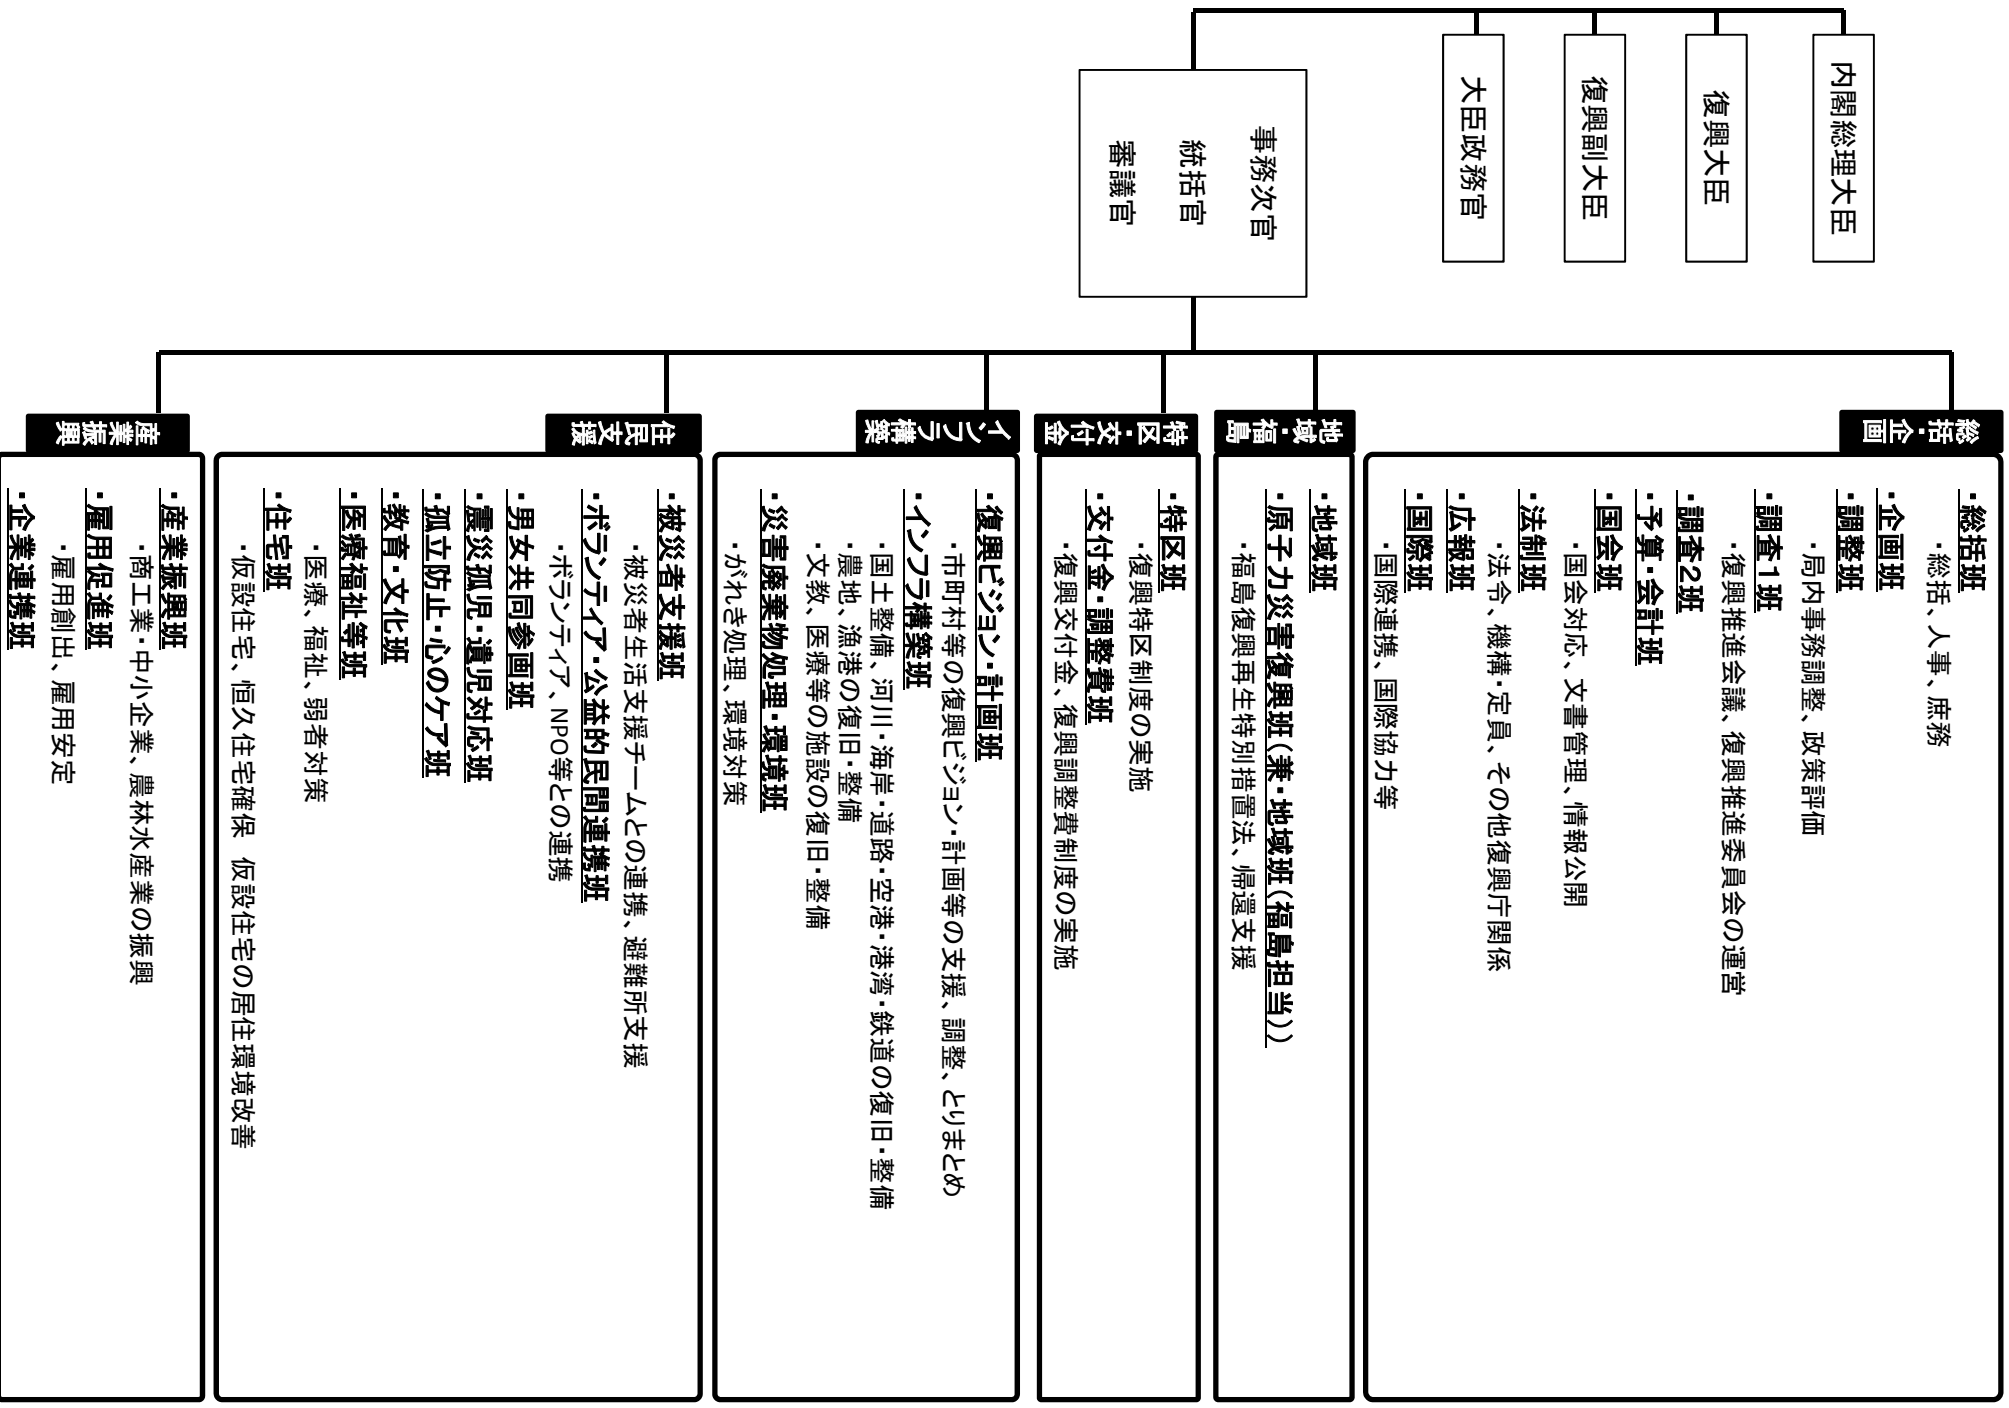 内閣総理大臣
復興大臣
復興副大臣
大臣政務官
事務次官
統括官
審議官
総括・企画
・総括班
・総括、人事、庶務
・企画班
・調整班
・局内事務調整、政策評価
・調査1班
・復興推進会議、復興推進委員会の運営
・調査2班
・予算・会計班
・国会班
・国会対応、文書管理、情報公開
・法制班
・法令、機構・定員、その他復興庁関係
・広報班
・国際班
・国際連携、国際協力等
地域・福島
・地域班
・原子力災害復興班（兼・地域班（福島担当））
・福島復興再生特別措置法、帰還支援
特区・交付金
・特区班
・復興特区制度の実施
・交付金・調整費班
・復興交付金、復興調整費制度の実施
インフラ構築
・復興ビジョン・計画班
・市町村等の復興ビジョン・計画等の支援、調整、とりまとめ
・インフラ構築班
・国土整備、河川・海岸・道路・空港・港湾・鉄道の復旧・整備
・農地、漁港の復旧・整備
・文教、医療等の施設の復旧・整備
・災害廃棄物処理・環境班
・がれき処理、環境対策
住民支援
・被災者支援班
・被災者生活支援チームとの連携、避難所支援
・ボランティア・公益的民間連携班
・ボランティア、NPO等との連携
・男女共同参画班
・震災孤児・遺児対応班
・孤立防止・心のケア班
・教育・文化班
・医療福祉等班
・医療、福祉、弱者対策
・住宅班
・仮設住宅、恒久住宅確保　仮設住宅の居住環境改善
産業振興
・産業振興班
・商工業・中小企業、農林水産業の振興
・雇用促進班
・雇用創出、雇用安定
・企業連携班